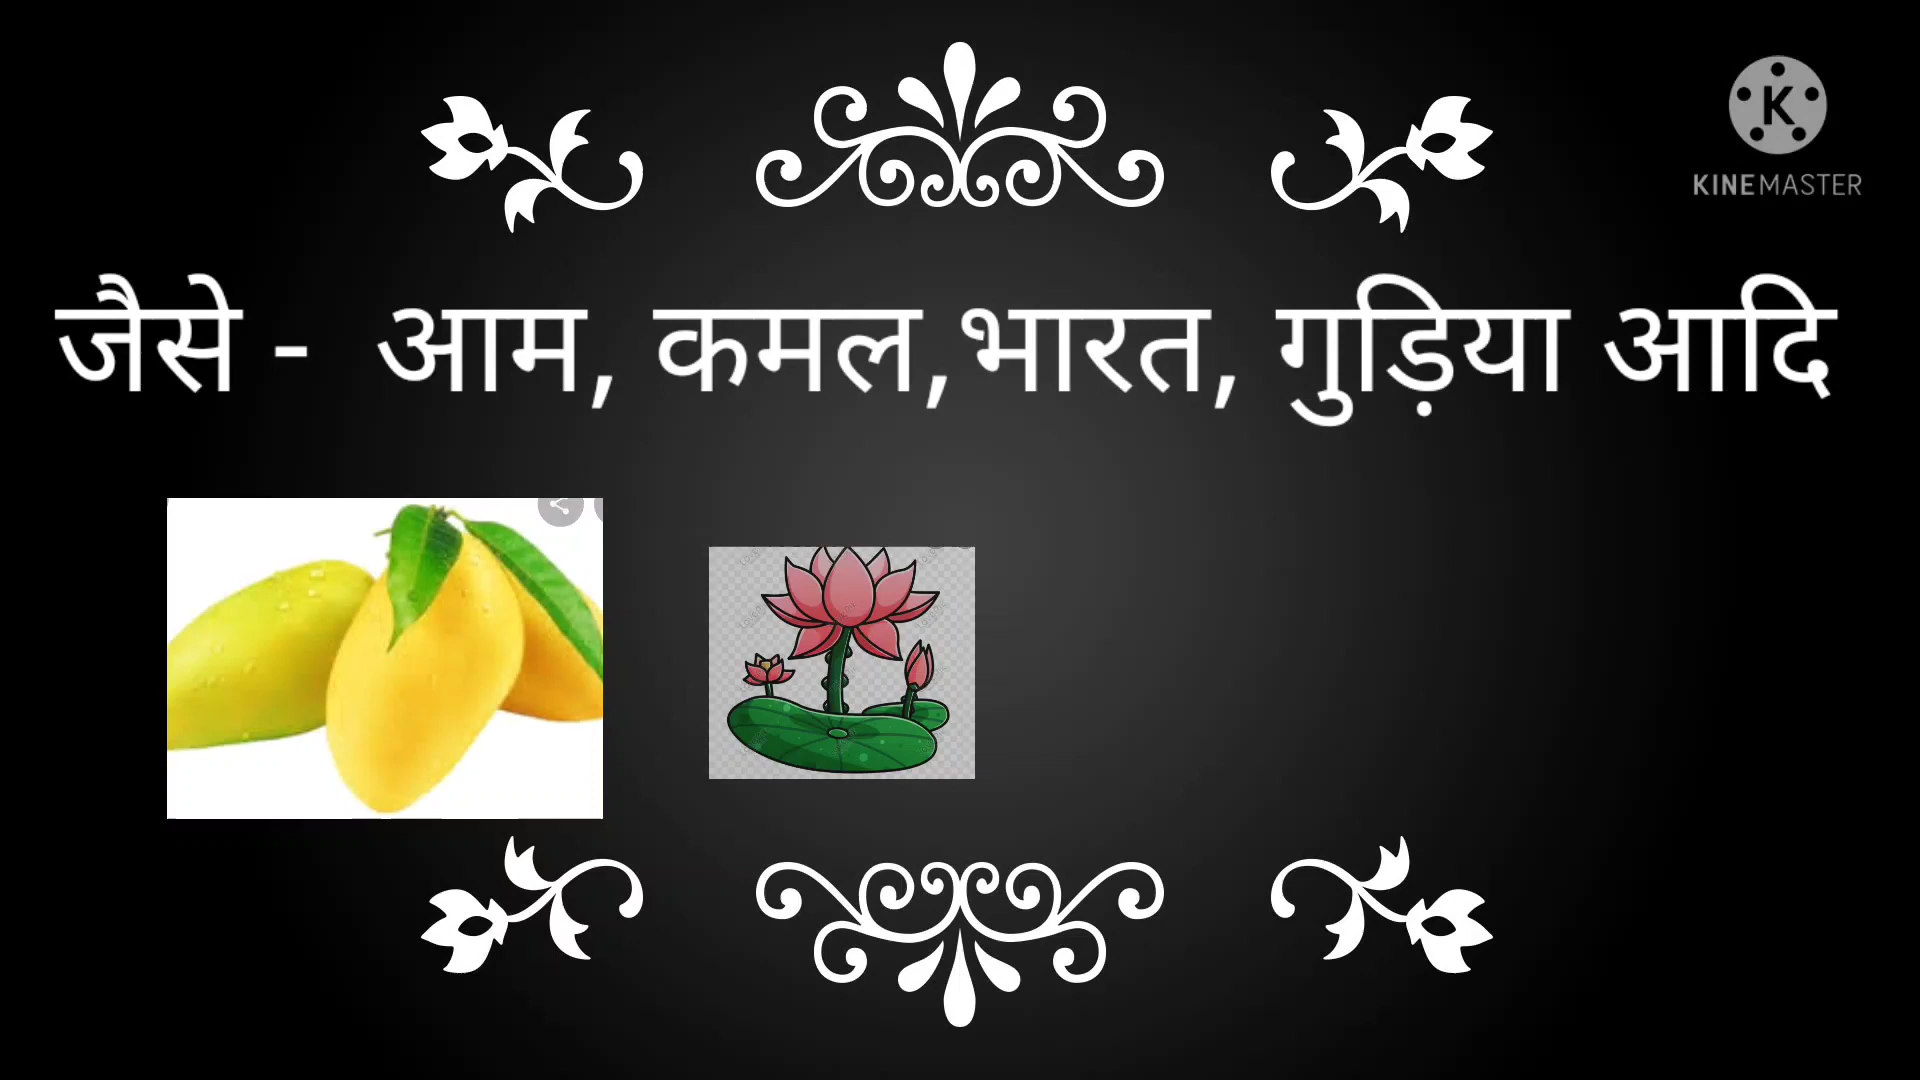 K
KINEMASTER
जैसे - आम, कमल,भारत, गुड़िया आदि